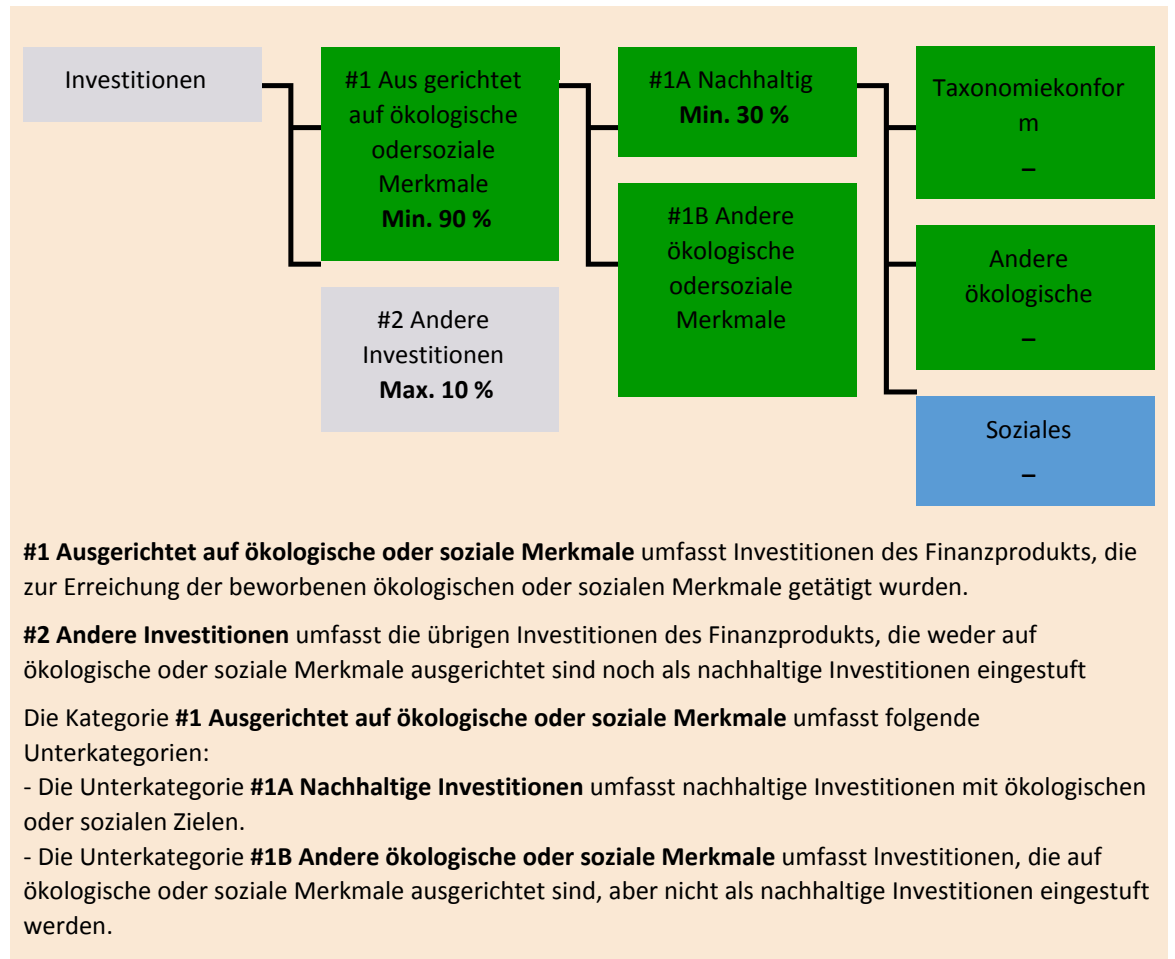 Investitionen
#1 Aus gerichtet
auf ökologische
odersoziale
Merkmale
Min. 90 %
#2 Andere
Investitionen
Max. 10 %
#1A Nachhaltig
Min. 30 %
#1B Andere
ökologische
odersoziale
Merkmale
Taxonomiekonfor
m
–
Andere
ökologische
–
Soziales
–
#1 Ausgerichtet auf ökologische oder soziale Merkmale umfasst Investitionen des Finanzprodukts, die
zur Erreichung der beworbenen ökologischen oder sozialen Merkmale getätigt wurden.
#2 Andere Investitionen umfasst die übrigen Investitionen des Finanzprodukts, die weder auf
ökologische oder soziale Merkmale ausgerichtet sind noch als nachhaltige Investitionen eingestuft
Die Kategorie #1 Ausgerichtet auf ökologische oder soziale Merkmale umfasst folgende
Unterkategorien:
- Die Unterkategorie #1A Nachhaltige Investitionen umfasst nachhaltige Investitionen mit ökologischen
oder sozialen Zielen.
- Die Unterkategorie #1B Andere ökologische oder soziale Merkmale umfasst lnvestitionen, die auf
ökologische oder soziale Merkmale ausgerichtet sind, aber nicht als nachhaltige Investitionen eingestuft
werden.